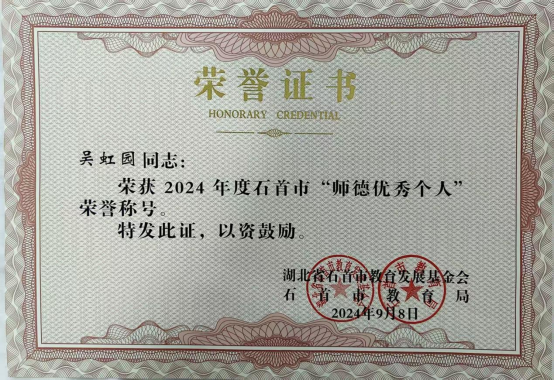 荣誉证书
HONORARY CREDENTIAL
吴虹园同志：
荣获 2024 年度石首市“师德优秀个人”
荣誉称号。
特发此证，以资鼓励。
湖北省石首市教育发展基金会
石首市教育局
2024年9月8日